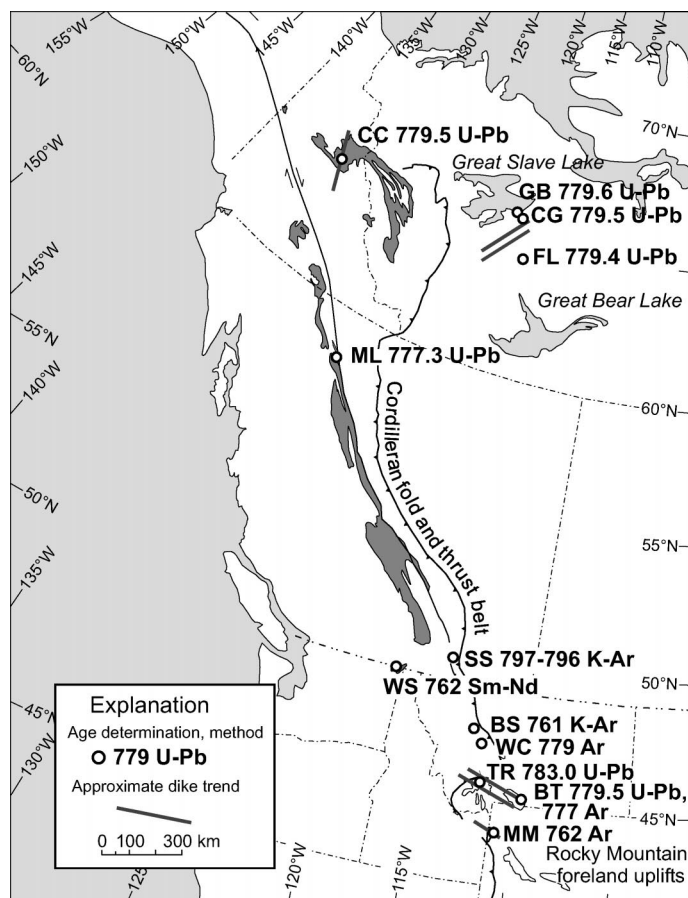 155°W
150°W
145°W
140°W
135°W
130°W
125°W
120°W
115°W
110°W
60°N
70°N
150°W
CC 779.5 U-Pb
Great Slave Lake
GB 779.6 U-Pb
CG 779.5 U-Pb
FL 779.4 U-Pb
145°W
Great Bear Lake
55°N
ML 777.3 U-Pb
140°W
60°N
Cordilleran fold and thrust belt
50°N
55°N
135°W
SS 797-796 K-Ar
WS 762 Sm-Nd
50°N
45°N
BS 761 K-Ar
WC 779 Ar
130°W
TR 783.0 U-Pb
BT 779.5 U-Pb,
777 Ar
45°N
MM 762 Ar
Rocky Mountain
foreland uplifts
Explanation
Age determination, method
779 U-Pb
Approximate dike trend
0 100 300 km
125°W
120°W
115°W